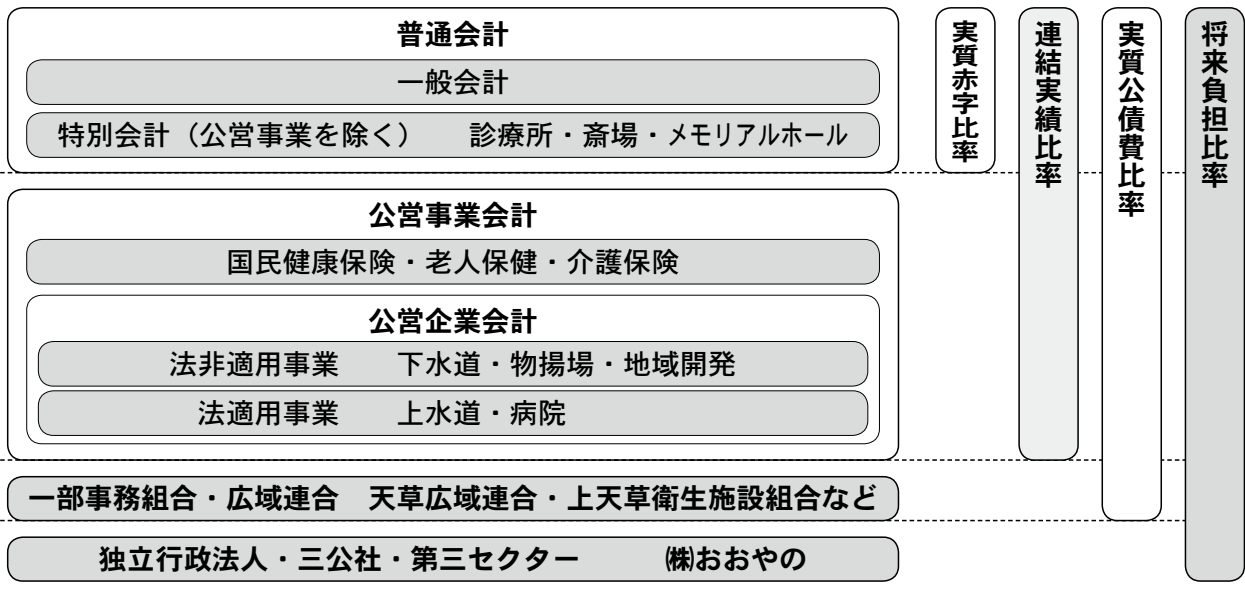 普通会計
一般会計
特別会計（公営事業を除く）　診療所・斎場・メモリアルホール
公営事業会計
国民健康保険・老人保健・介護保険
公営企業会計
法非適用事業　下水道・物揚場・地域開発
法適用事業　上水道・病院
一部事務組合・広域連合　天草広域連合・上天草衛生施設組合など
独立行政法人・三公社・第三セクター　㈱おおやの
実質赤字比率
連結実績比率
実質公債費比率
将来負担比率